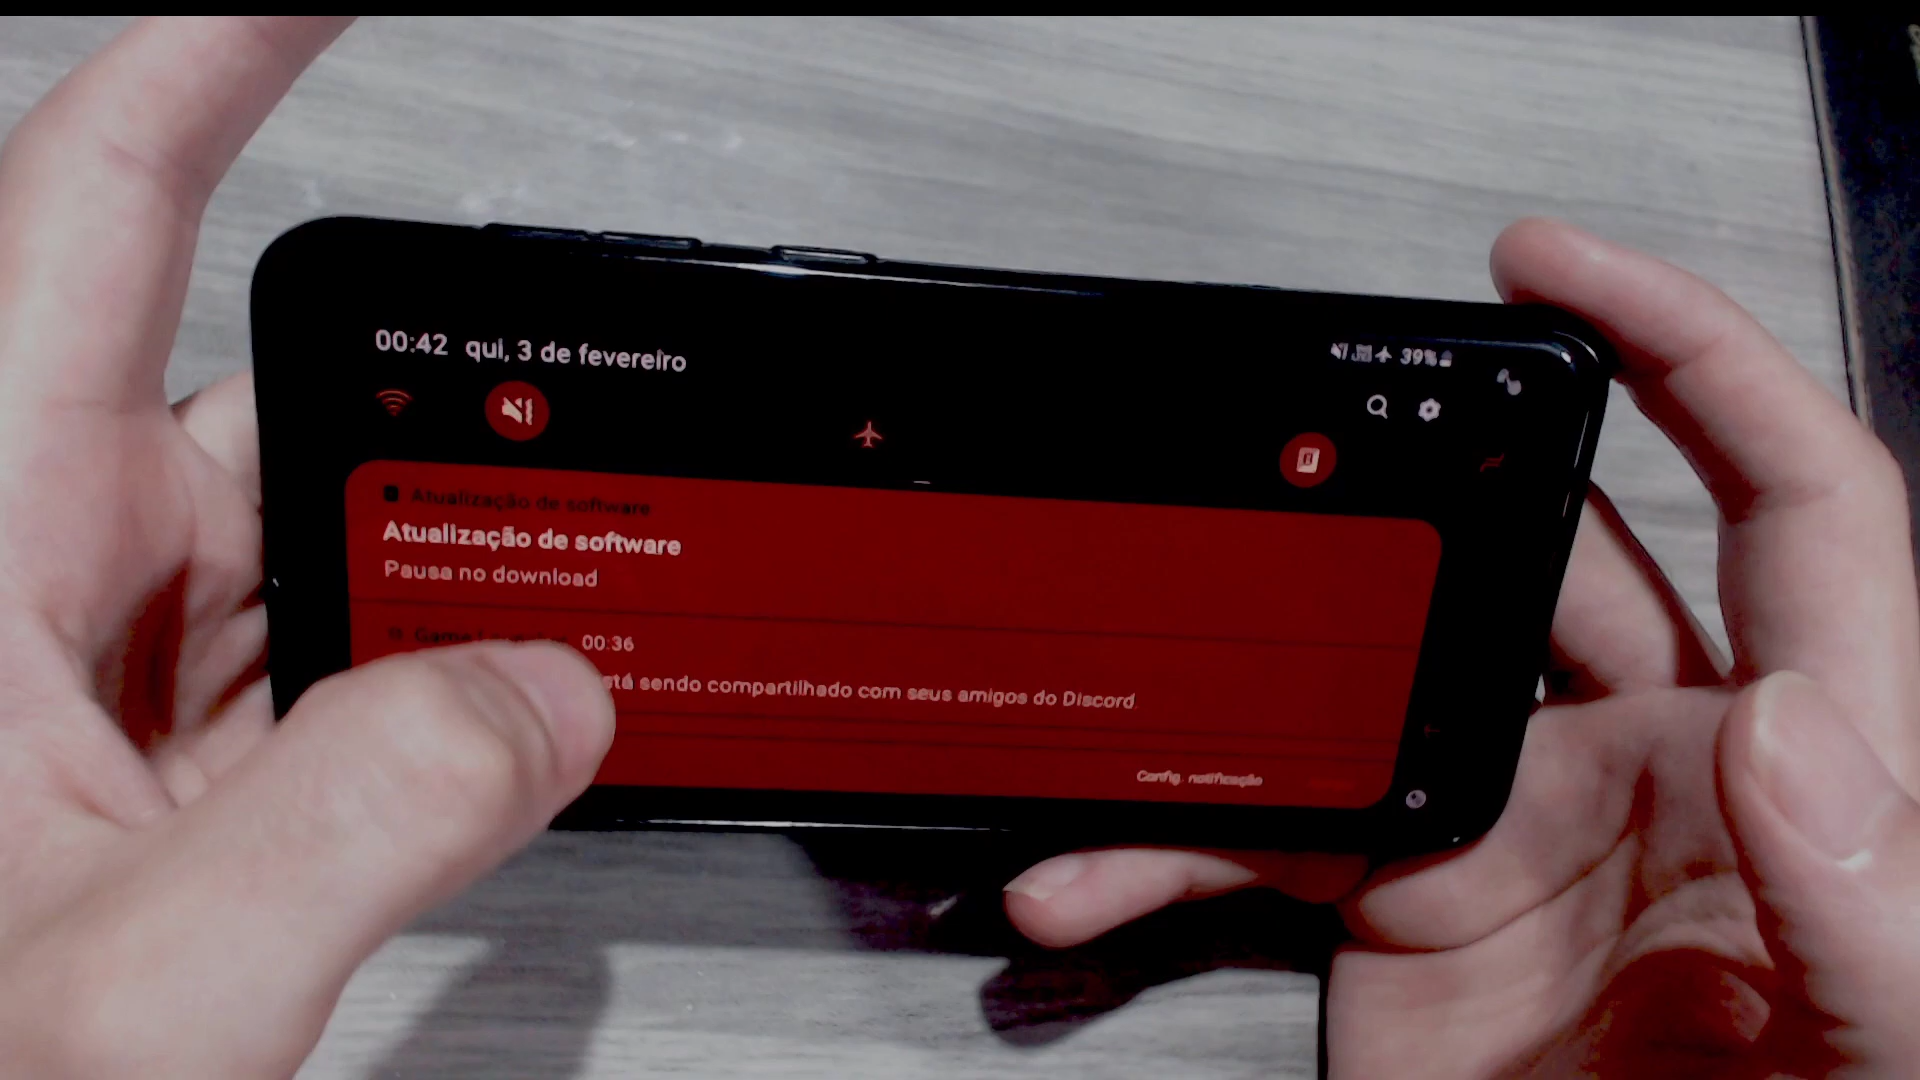 00:42 qui, 3 de fevereiro
39%
Atualização de software
Atualização de software
Pausa no download
Game 00:36
stá sendo compartilhado com seus amigos do Discord.
Config. notificação